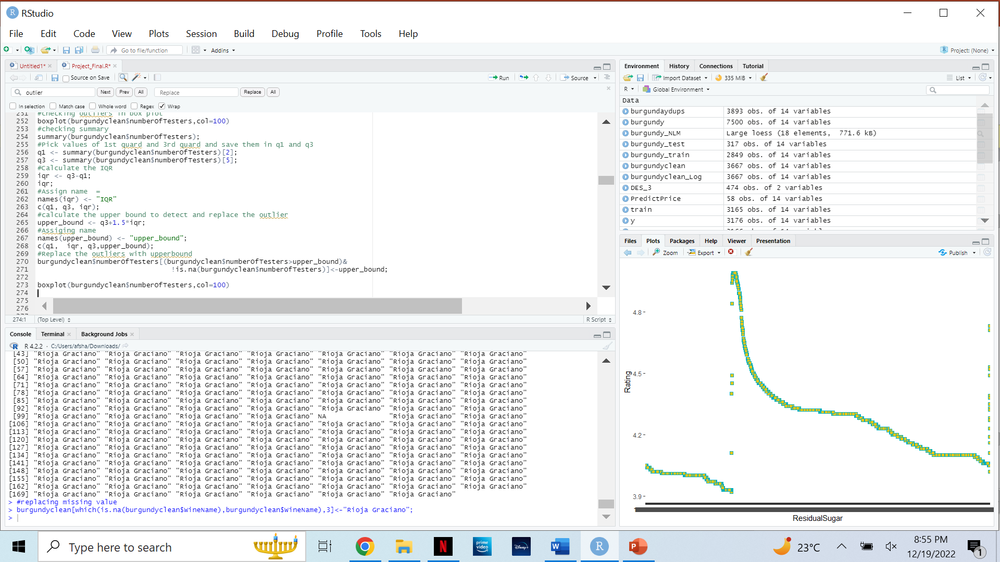 RStudio
File Edit Code View Plots Session Build Debug Profile Tools Help
Go to file/function Addins Project: (None)
Untitled1* Project_Final.R*
Source on Save Run Source
outlier Next Prev All Replace Replace All
In selection Match case Whole word Regex Wrap
251 #checking outliers in box plot
252 boxplot(burgundyclean$numberOfTesters,col=100)
253 #checking summary
254 summary(burgundyclean$numberOfTesters);
255 #Pick values of 1st quard and 3rd quard and save them in q1 and q3
256 q1 <- summary(burgundyclean$numberOfTesters)[2];
257 q3 <- summary(burgundyclean$numberOfTesters)[5];
258 #Calculate the IQR
259 iqr <- q3-q1;
260 iqr;
261 #Assign name  =
262 names(iqr) <- "IQR"
263 c(q1, q3, iqr);
264 #calculate the upper bound to detect and replace the outlier
265 upper_bound <- q3+1.5*iqr;
266 #Assiging name
267 names(upper_bound) <- "upper_bound";
268 c(q1,  iqr, q3,upper_bound);
269 #Replace the outliers with upperbound
270 burgundyclean$numberOfTesters[(burgundyclean$numberOfTesters>upper_bound)&
271 !is.na(burgundyclean$numberOfTesters)]<-upper_bound;
272
273 boxplot(burgundyclean$numberOfTesters,col=100)
274
275
276
274:1 (Top Level) R Script
Console Terminal Background Jobs
R 4.2.2 · C:/Users/afsha/Downloads/
[43] "Rioja Graciano" "Rioja Graciano" "Rioja Graciano" "Rioja Graciano" "Rioja Graciano" "Rioja Graciano" "Rioja Graciano"
[50] "Rioja Graciano" "Rioja Graciano" "Rioja Graciano" "Rioja Graciano" "Rioja Graciano" "Rioja Graciano" "Rioja Graciano"
[57] "Rioja Graciano" "Rioja Graciano" "Rioja Graciano" "Rioja Graciano" "Rioja Graciano" "Rioja Graciano" "Rioja Graciano"
[64] "Rioja Graciano" "Rioja Graciano" "Rioja Graciano" "Rioja Graciano" "Rioja Graciano" "Rioja Graciano" "Rioja Graciano"
[71] "Rioja Graciano" "Rioja Graciano" "Rioja Graciano" "Rioja Graciano" "Rioja Graciano" "Rioja Graciano" "Rioja Graciano"
[78] "Rioja Graciano" "Rioja Graciano" "Rioja Graciano" "Rioja Graciano" "Rioja Graciano" "Rioja Graciano" "Rioja Graciano"
[85] "Rioja Graciano" "Rioja Graciano" "Rioja Graciano" "Rioja Graciano" "Rioja Graciano" "Rioja Graciano" "Rioja Graciano"
[92] "Rioja Graciano" "Rioja Graciano" "Rioja Graciano" "Rioja Graciano" "Rioja Graciano" "Rioja Graciano" "Rioja Graciano"
[99] "Rioja Graciano" "Rioja Graciano" "Rioja Graciano" "Rioja Graciano" NA "Rioja Graciano" "Rioja Graciano"
[106] "Rioja Graciano" "Rioja Graciano" "Rioja Graciano" "Rioja Graciano" "Rioja Graciano" "Rioja Graciano" "Rioja Graciano"
[113] "Rioja Graciano" "Rioja Graciano" "Rioja Graciano" "Rioja Graciano" "Rioja Graciano" "Rioja Graciano" "Rioja Graciano"
[120] "Rioja Graciano" "Rioja Graciano" "Rioja Graciano" "Rioja Graciano" "Rioja Graciano" "Rioja Graciano" "Rioja Graciano"
[127] "Rioja Graciano" "Rioja Graciano" "Rioja Graciano" "Rioja Graciano" "Rioja Graciano" "Rioja Graciano" "Rioja Graciano"
[134] "Rioja Graciano" "Rioja Graciano" "Rioja Graciano" "Rioja Graciano" "Rioja Graciano" "Rioja Graciano" "Rioja Graciano"
[141] "Rioja Graciano" "Rioja Graciano" "Rioja Graciano" "Rioja Graciano" "Rioja Graciano" "Rioja Graciano" "Rioja Graciano"
[148] "Rioja Graciano" "Rioja Graciano" "Rioja Graciano" "Rioja Graciano" "Rioja Graciano" "Rioja Graciano" "Rioja Graciano"
[155] "Rioja Graciano" "Rioja Graciano" "Rioja Graciano" "Rioja Graciano" "Rioja Graciano" "Rioja Graciano" "Rioja Graciano"
[162] "Rioja Graciano" "Rioja Graciano" "Rioja Graciano" "Rioja Graciano" "Rioja Graciano" "Rioja Graciano" "Rioja Graciano"
[169] "Rioja Graciano" "Rioja Graciano" "Rioja Graciano" "Rioja Graciano" "Rioja Graciano" "Rioja Graciano"
> #replacing missing value
> burgundyclean[which(is.na(burgundyclean$WineName),burgundyclean$WineName),3]<-"Rioja Graciano";
>
Environment History Connections Tutorial
Import Dataset 335 MiB List
R Global Environment
Data
burgundaydups 3893 obs. of 14 variables
burgundy 7500 obs. of 14 variables
burgundy_NLM Large loess (18 elements,  771.6 kB)
burgundy_test 317 obs. of 14 variables
burgundy_train 2849 obs. of 14 variables
burgundyclean 3667 obs. of 14 variables
burgundyclean_Log 3667 obs. of 14 variables
DES_3 474 obs. of 2 variables
PredictPrice 58 obs. of 14 variables
train 3165 obs. of 14 variables
y 3176 obs. of 14 variables
Files Plots Packages Help Viewer Presentation
Zoom Export Publish
4.8
4.5
4.2
3.9
Rating
ResidualSugar
Type here to search
N
prime video
Disney+
W
R
P
23°C
8:55 PM
12/19/2022
1